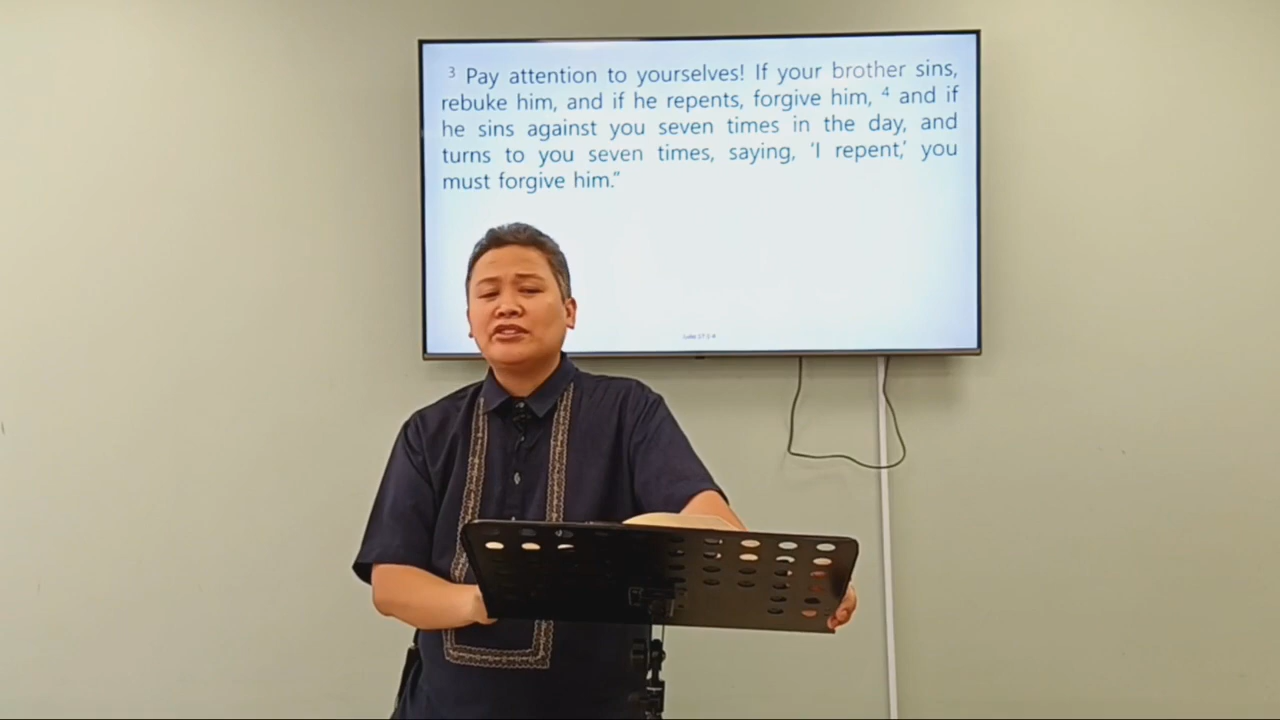 ³ Pay attention to yourselves! If your brother sins,
rebuke him, and if he repents, forgive him, ⁴ and if
he sins against you seven times in the day, and
turns to you seven times, saying, ‘I repent,’ you
must forgive him.”